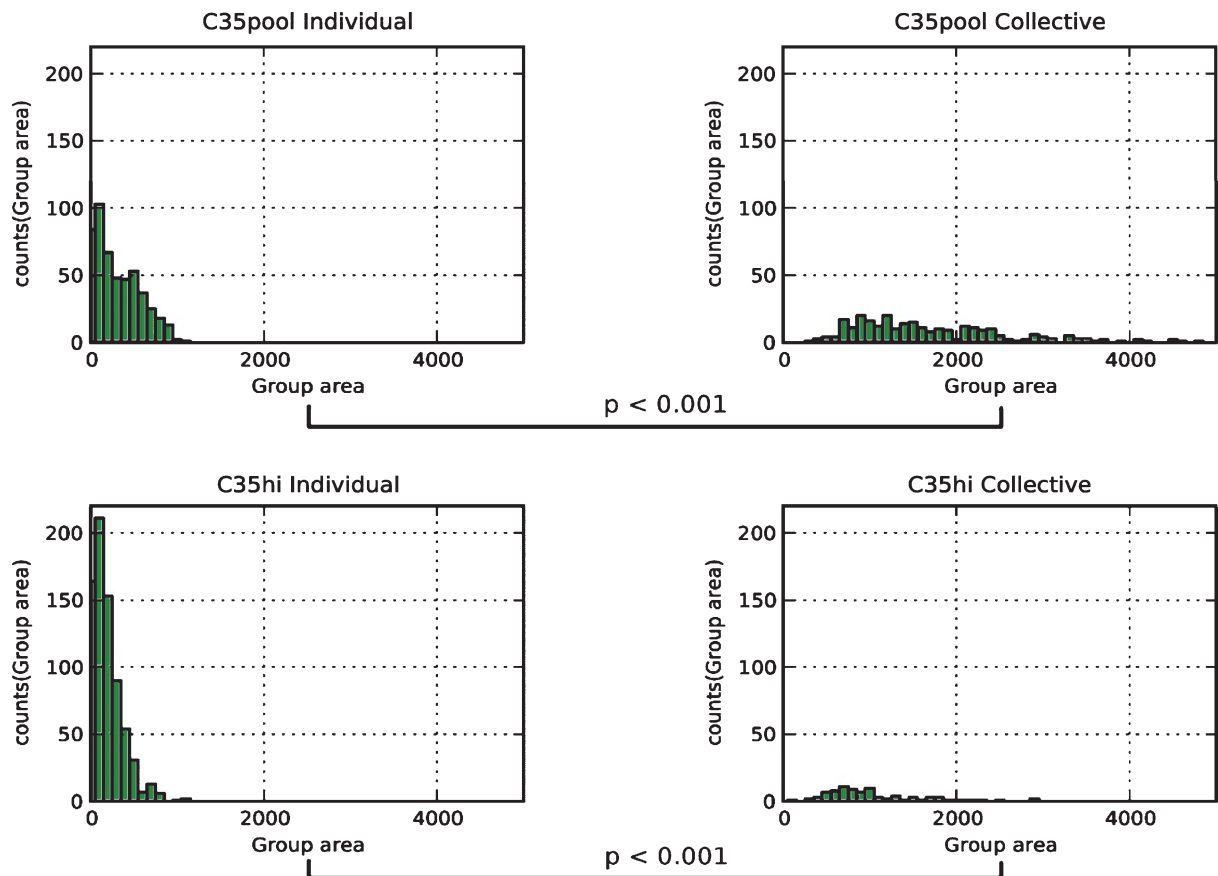 C35pool Individual
counts(Group area)
200
150
100
50
0
0 2000 4000
Group area
C35pool Collective
counts(Group area)
200
150
100
50
0
0 2000 4000
Group area
p < 0.001
C35hi Individual
counts(Group area)
200
150
100
50
0
0 2000 4000
Group area
C35hi Collective
counts(Group area)
200
150
100
50
0
0 2000 4000
Group area
p < 0.001